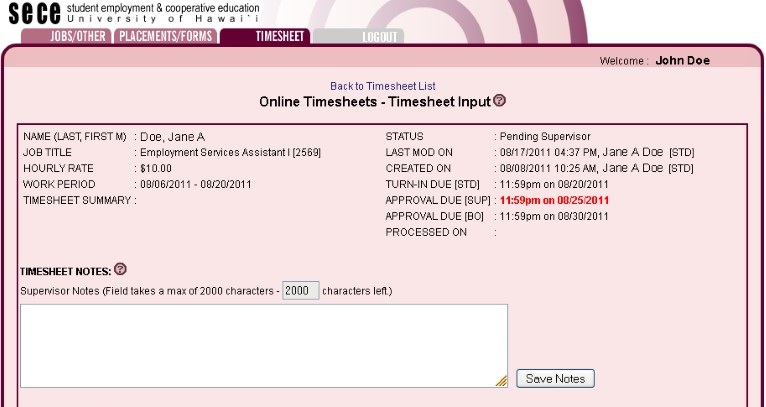 sece student employment & cooperative education
University of Hawai`i
JOBS/OTHER PLACEMENTS/FORMS TIMESHEET LOGOUT
Welcome : John Doe
Back to Timesheet List
Online Timesheets - Timesheet Input ?
NAME (LAST, FIRST M) : Doe, Jane A STATUS : Pending Supervisor
JOB TITLE : Employment Services Assistant I [2569] LAST MOD ON : 08/17/2011 04:37 PM, Jane A Doe [STD]
HOURLY RATE : $10.00 CREATED ON : 08/08/2011 10:25 AM, Jane A Doe [STD]
WORK PERIOD : 08/06/2011 - 08/20/2011 TURN-IN DUE [STD] : 11:59pm on 08/20/2011
TIMESHEET SUMMARY : APPROVAL DUE [SUP] : 11:59pm on 08/25/2011
APPROVAL DUE [BO] : 11:59pm on 08/30/2011
PROCESSED ON :
TIMESHEET NOTES: ?
Supervisor Notes (Field takes a max of 2000 characters - 2000 characters left.)
Save Notes